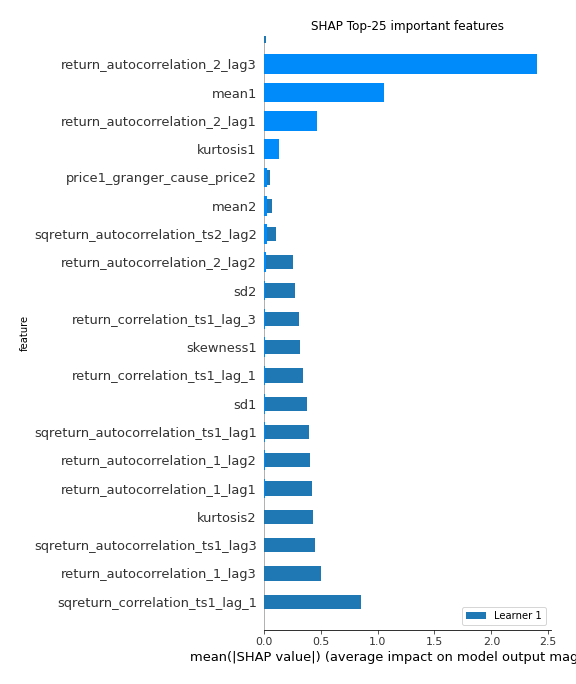 SHAP Top-25 important features
return_autocorrelation_2_lag3
mean1
return_autocorrelation_2_lag1
kurtosis1
price1_granger_cause_price2
mean2
sqreturn_autocorrelation_ts2_lag2
return_autocorrelation_2_lag2
sd2
return_correlation_ts1_lag_3
skewness1
return_correlation_ts1_lag_1
sd1
sqreturn_autocorrelation_ts1_lag1
return_autocorrelation_1_lag2
return_autocorrelation_1_lag1
kurtosis2
sqreturn_autocorrelation_ts1_lag3
return_autocorrelation_1_lag3
sqreturn_correlation_ts1_lag_1
feature
Learner 1
0.0 0.5 1.0 1.5 2.0 2.5
mean(|SHAP value|) (average impact on model output mag